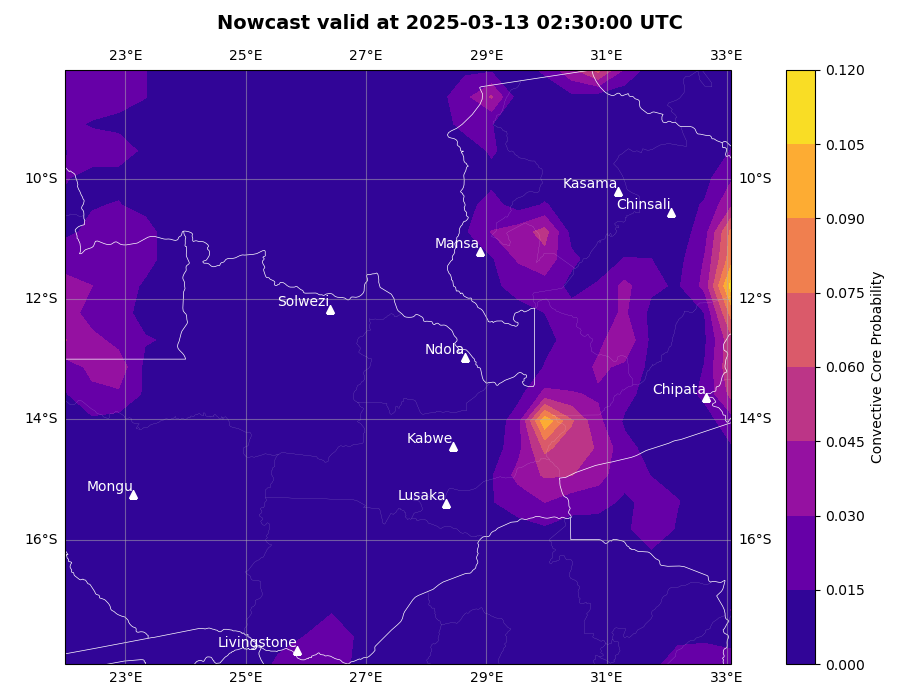 Nowcast valid at 2025-03-13 02:30:00 UTC
23°E 25°E 27°E 29°E 31°E 33°E
0.120
0.105
10°S 10°S
Kasama
Chinsali
0.090
Mansa
12°S 12°S
Solwezi
0.075
Ndola
0.060
Chipata
14°S 14°S
Kabwe
0.045
Convective Core Probability
Mongu
Lusaka
0.030
16°S 16°S
0.015
Livingstone
0.000
23°E 25°E 27°E 29°E 31°E 33°E